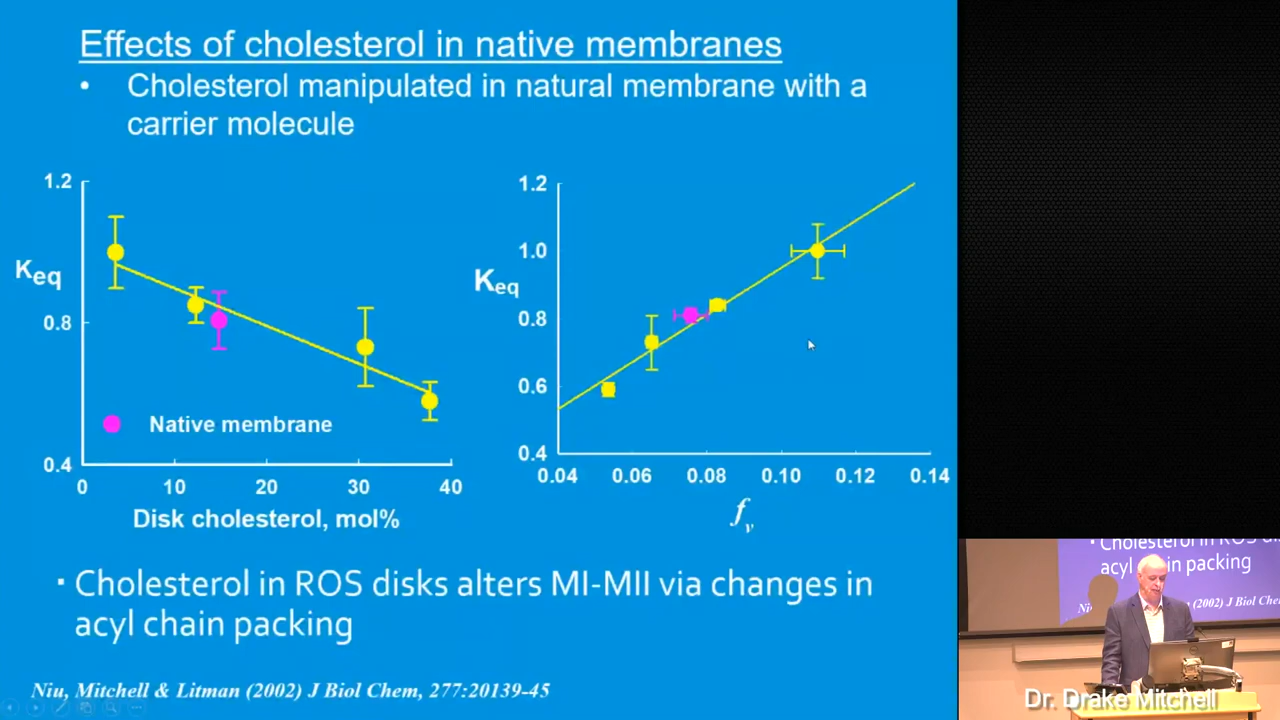 Effects of cholesterol in native membranes
• Cholesterol manipulated in natural membrane with a
carrier molecule
1.2
0.8
0.4
Keq
0
10
20
30
40
Disk cholesterol, mol%
Native membrane
1.2
1.0
0.8
0.6
0.4
Keq
0.04
0.06
0.08
0.10
0.12
0.14
fv
▪ Cholesterol in ROS disks alters MI-MII via changes in
acyl chain packing
Niu, Mitchell & Litman (2002) J Biol Chem, 277:20139-45
Cholesterol in ROS
acyl chain packing
(2002) J Biol Chem
Dr. Drake Mitchell